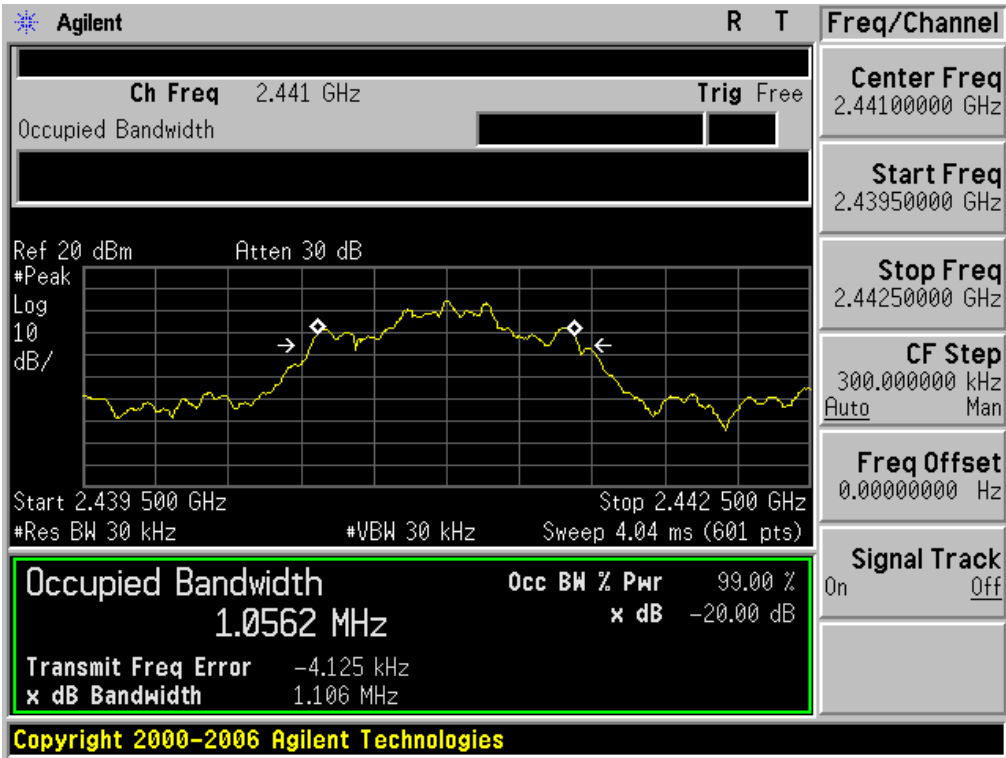 Agilent R T Freq/Channel
Ch Freq 2.441 GHz Trig Free
Occupied Bandwidth
Center Freq
2.44100000 GHz
Start Freq
2.43950000 GHz
Stop Freq
2.44250000 GHz
CF Step
300.000000 kHz
Auto Man
Freq Offset
0.00000000 Hz
Signal Track
On Off
Ref 20 dBm Atten 30 dB
#Peak
Log
10
dB/
Start 2.439 500 GHz Stop 2.442 500 GHz
#Res BW 30 kHz #VBW 30 kHz Sweep 4.04 ms (601 pts)
Occupied Bandwidth Occ BW % Pwr 99.00 %
1.0562 MHz x dB -20.00 dB
Transmit Freq Error -4.125 kHz
x dB Bandwidth 1.106 MHz
Copyright 2000-2006 Agilent Technologies